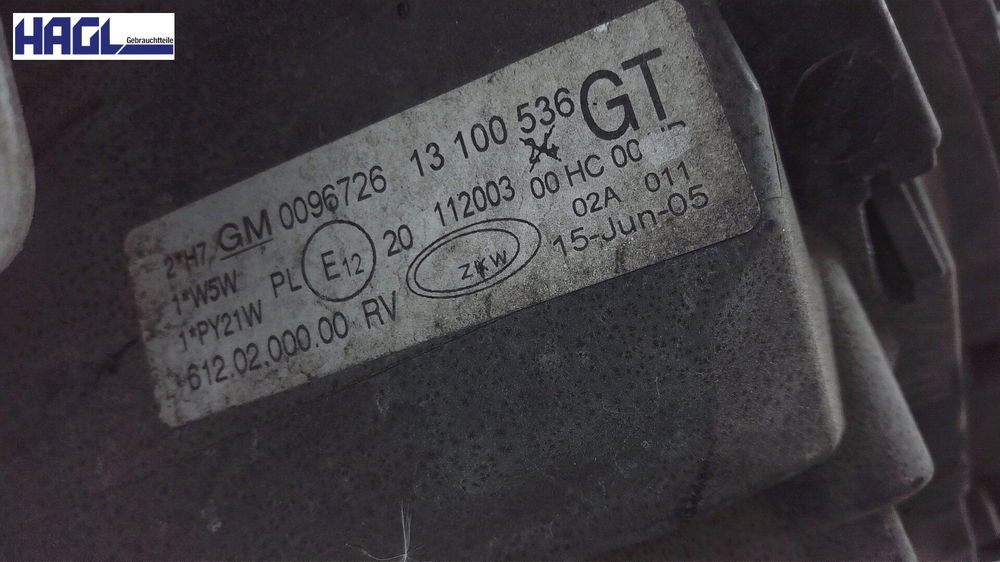 HAGL
Gebrauchtteile
GM 0096726 13 100 536 GT
2*H7,
1*W5W PL E12 20 112003 00 HC 00
1*PY21W ZKW 02A 011
612.02.000.00 RV 15-Jun-05